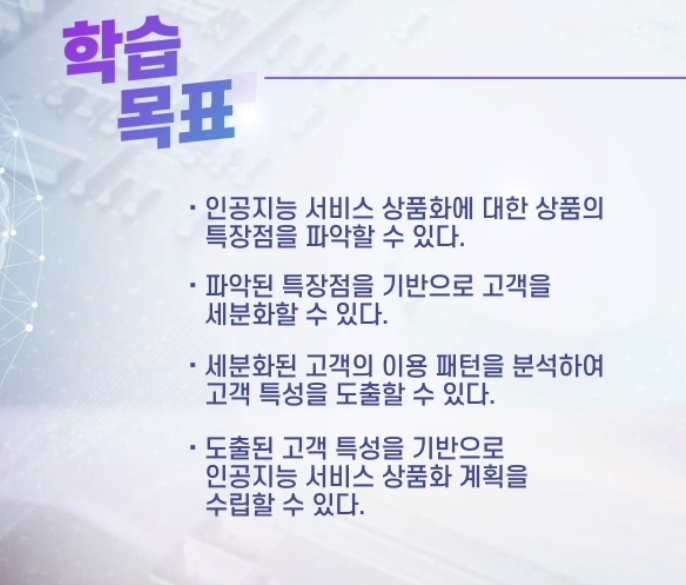 학습
목표
· 인공지능 서비스 상품화에 대한 상품의
특장점을 파악할 수 있다.
· 파악된 특장점을 기반으로 고객을
세분화할 수 있다.
· 세분화된 고객의 이용 패턴을 분석하여
고객 특성을 도출할 수 있다.
· 도출된 고객 특성을 기반으로
인공지능 서비스 상품화 계획을
수립할 수 있다.